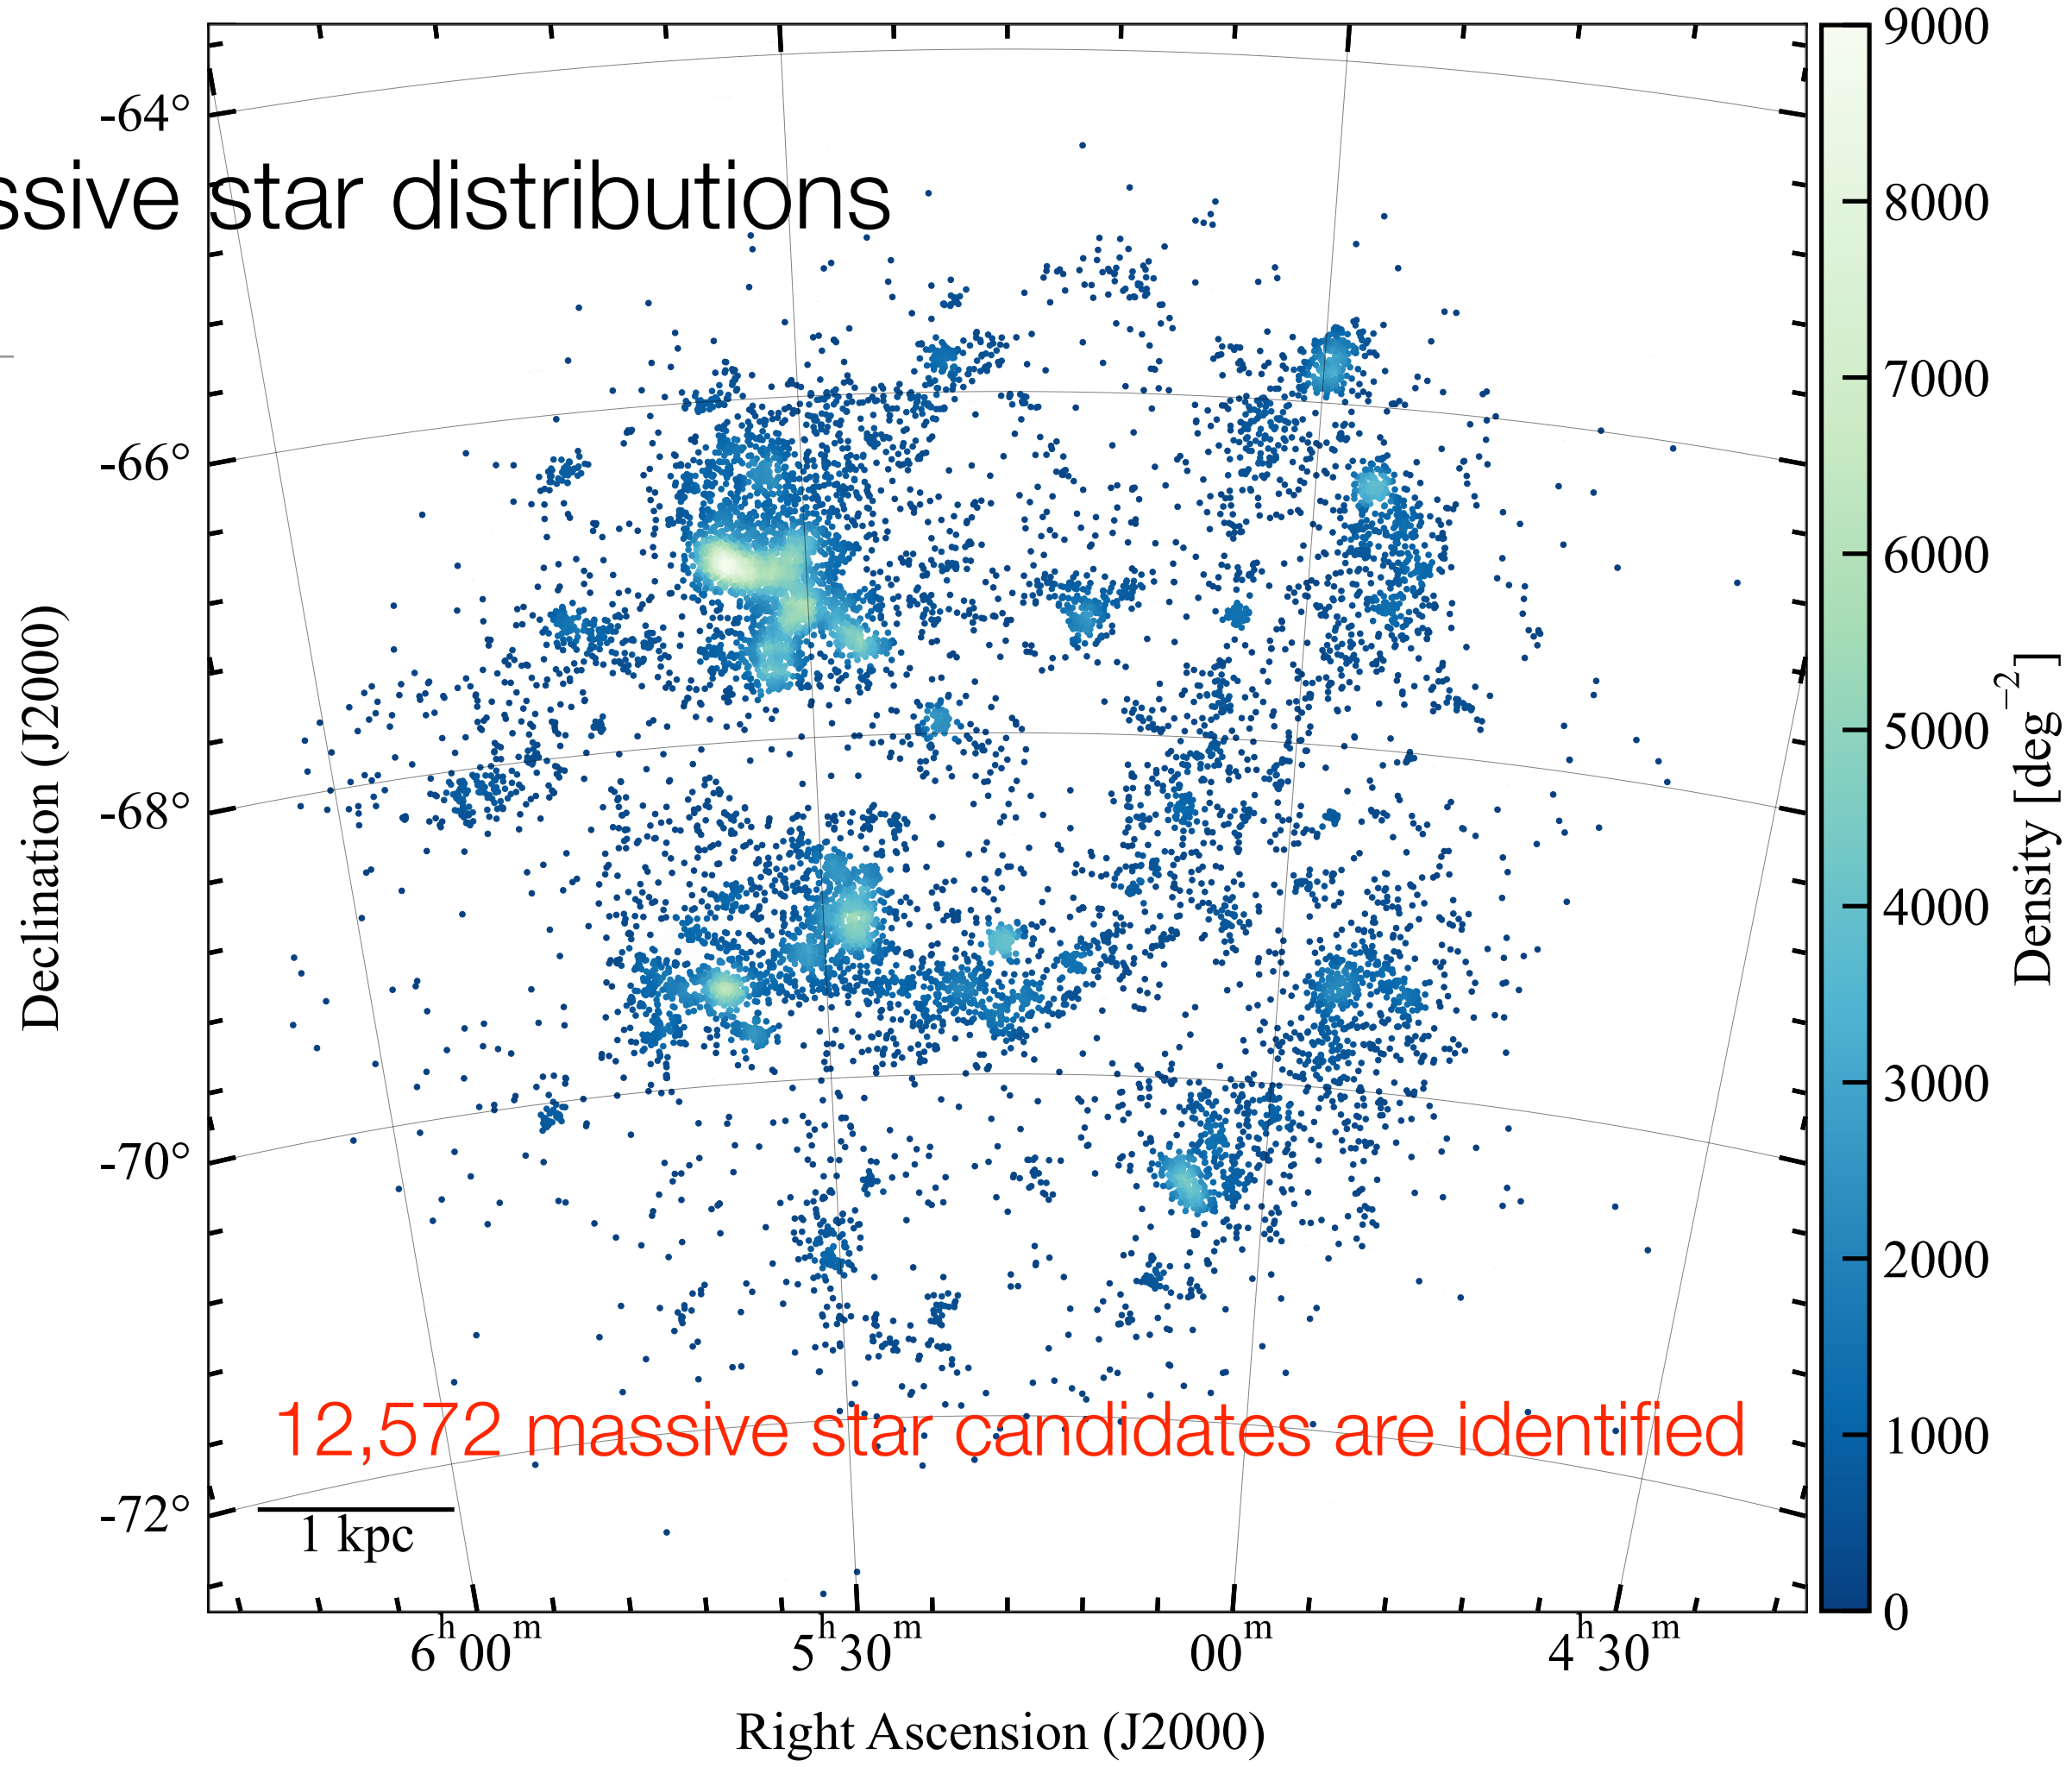 ssive star distributions
12,572 massive star candidates are identified
1 kpc
-64°
-66°
-68°
-70°
-72°
Declination (J2000)
6h00m
5h30m
00m
4h30m
Right Ascension (J2000)
9000
8000
7000
6000
5000
4000
3000
2000
1000
0
Density [deg−2]